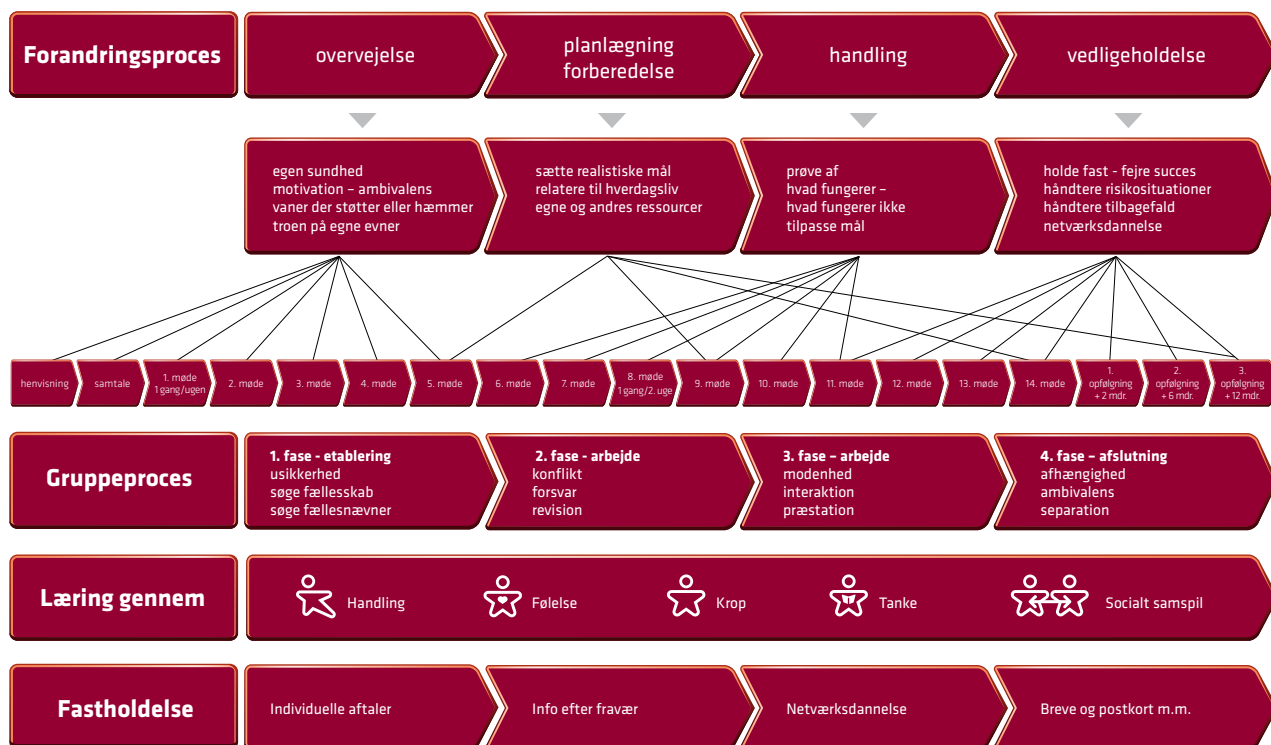 Forandringsproces
overvejelse
planlægning
forberedelse
handling
vedligeholdelse
egen sundhed
motivation – ambivalens
vaner der støtter eller hæmmer
troen på egne evner
sætte realistiske mål
relatere til hverdagsliv
egne og andres ressourcer
prøve af
hvad fungerer –
hvad fungerer ikke
tilpasse mål
holde fast - fejre succes
håndtere risikosituationer
håndtere tilbagefald
netværksdannelse
henvisning
samtale
1. møde
1 gang/ugen
2. møde
3. møde
4. møde
5. møde
6. møde
7. møde
8. møde
1 gang/2. uge
9. møde
10. møde
11. møde
12. møde
13. møde
14. møde
1.
opfølgning
+ 2 mdr.
2.
opfølgning
+ 6 mdr.
3.
opfølgning
+ 12 mdr.
Gruppeproces
1. fase - etablering
usikkerhed
søge fællesskab
søge fællesnævner
2. fase - arbejde
konflikt
forsvar
revision
3. fase – arbejde
modenhed
interaktion
præstation
4. fase – afslutning
afhængighed
ambivalens
separation
Læring gennem
Handling
Følelse
Krop
Tanke
Socialt samspil
Fastholdelse
Individuelle aftaler
Info efter fravær
Netværksdannelse
Breve og postkort m.m.